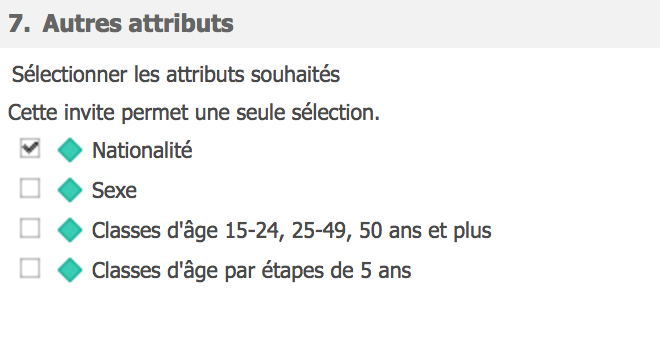 7. Autres attributs
Sélectionner les attributs souhaités
Cette invite permet une seule sélection.
Nationalité
Sexe
Classes d'âge 15-24, 25-49, 50 ans et plus
Classes d'âge par étapes de 5 ans